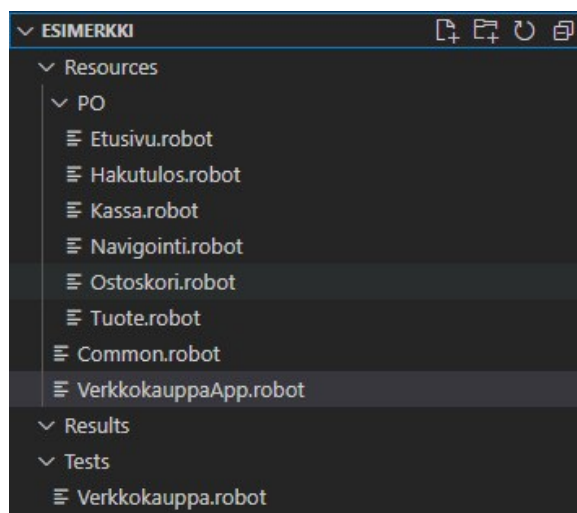 ESIMERKKI
Resources
PO
Etusivu.robot
Hakutulos.robot
Kassa.robot
Navigointi.robot
Ostoskori.robot
Tuote.robot
Common.robot
VerkkokauppaApp.robot
Results
Tests
Verkkokauppa.robot